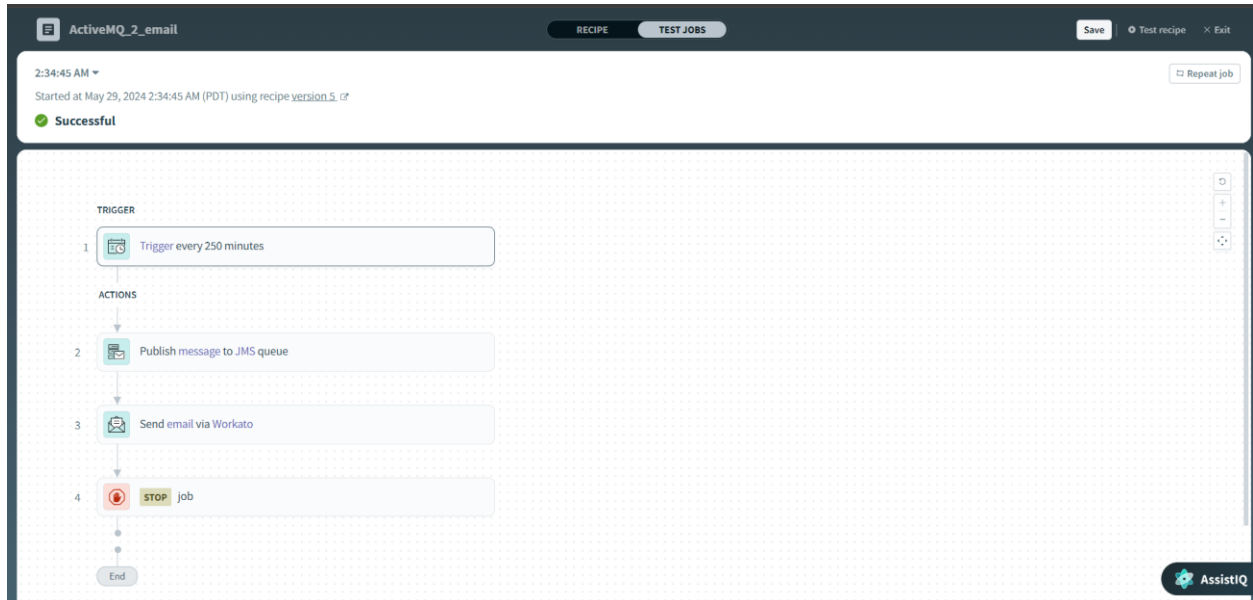 ActiveMQ_2_email
RECIPE
TEST JOBS
Save
Test recipe
Exit
2:34:45 AM
Repeat job
Started at May 29, 2024 2:34:45 AM (PDT) using recipe version 5
Successful
TRIGGER
1 Trigger every 250 minutes
ACTIONS
2 Publish message to JMS queue
3 Send email via Workato
4 STOP job
End
AssistIQ